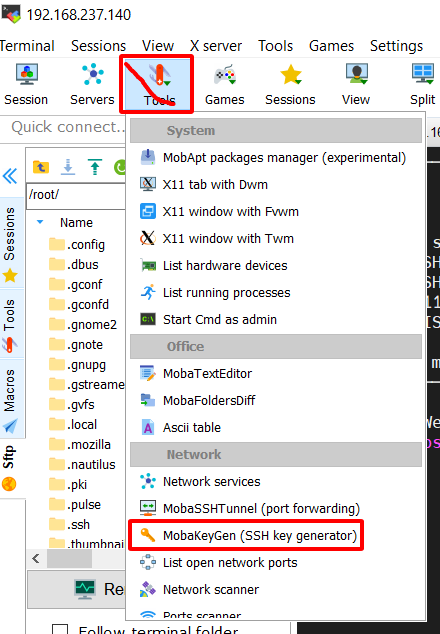 192.168.237.140
Terminal Sessions View X server Tools Games Settings
Session Servers Tools Games Sessions View Split
Quick connect...
/root/
Name
.config
.dbus
.gconf
.gconfd
.gnome2
.gnote
.gnupg
.gstreame
.gvfs
.local
.mozilla
.nautilus
.pki
.pulse
.ssh
.thumbnai
Sessions
Tools
Macros
Sftp
System
MobApt packages manager (experimental)
X11 tab with Dwm
X11 window with Fvwm
X11 window with Twm
List hardware devices
List running processes
Start Cmd as admin
Office
MobaTextEditor
MobaFoldersDiff
Ascii table
Network
Network services
MobaSSHTunnel (port forwarding)
MobaKeyGen (SSH key generator)
List open network ports
Network scanner
Ports scanner
Re
Follow terminal folder